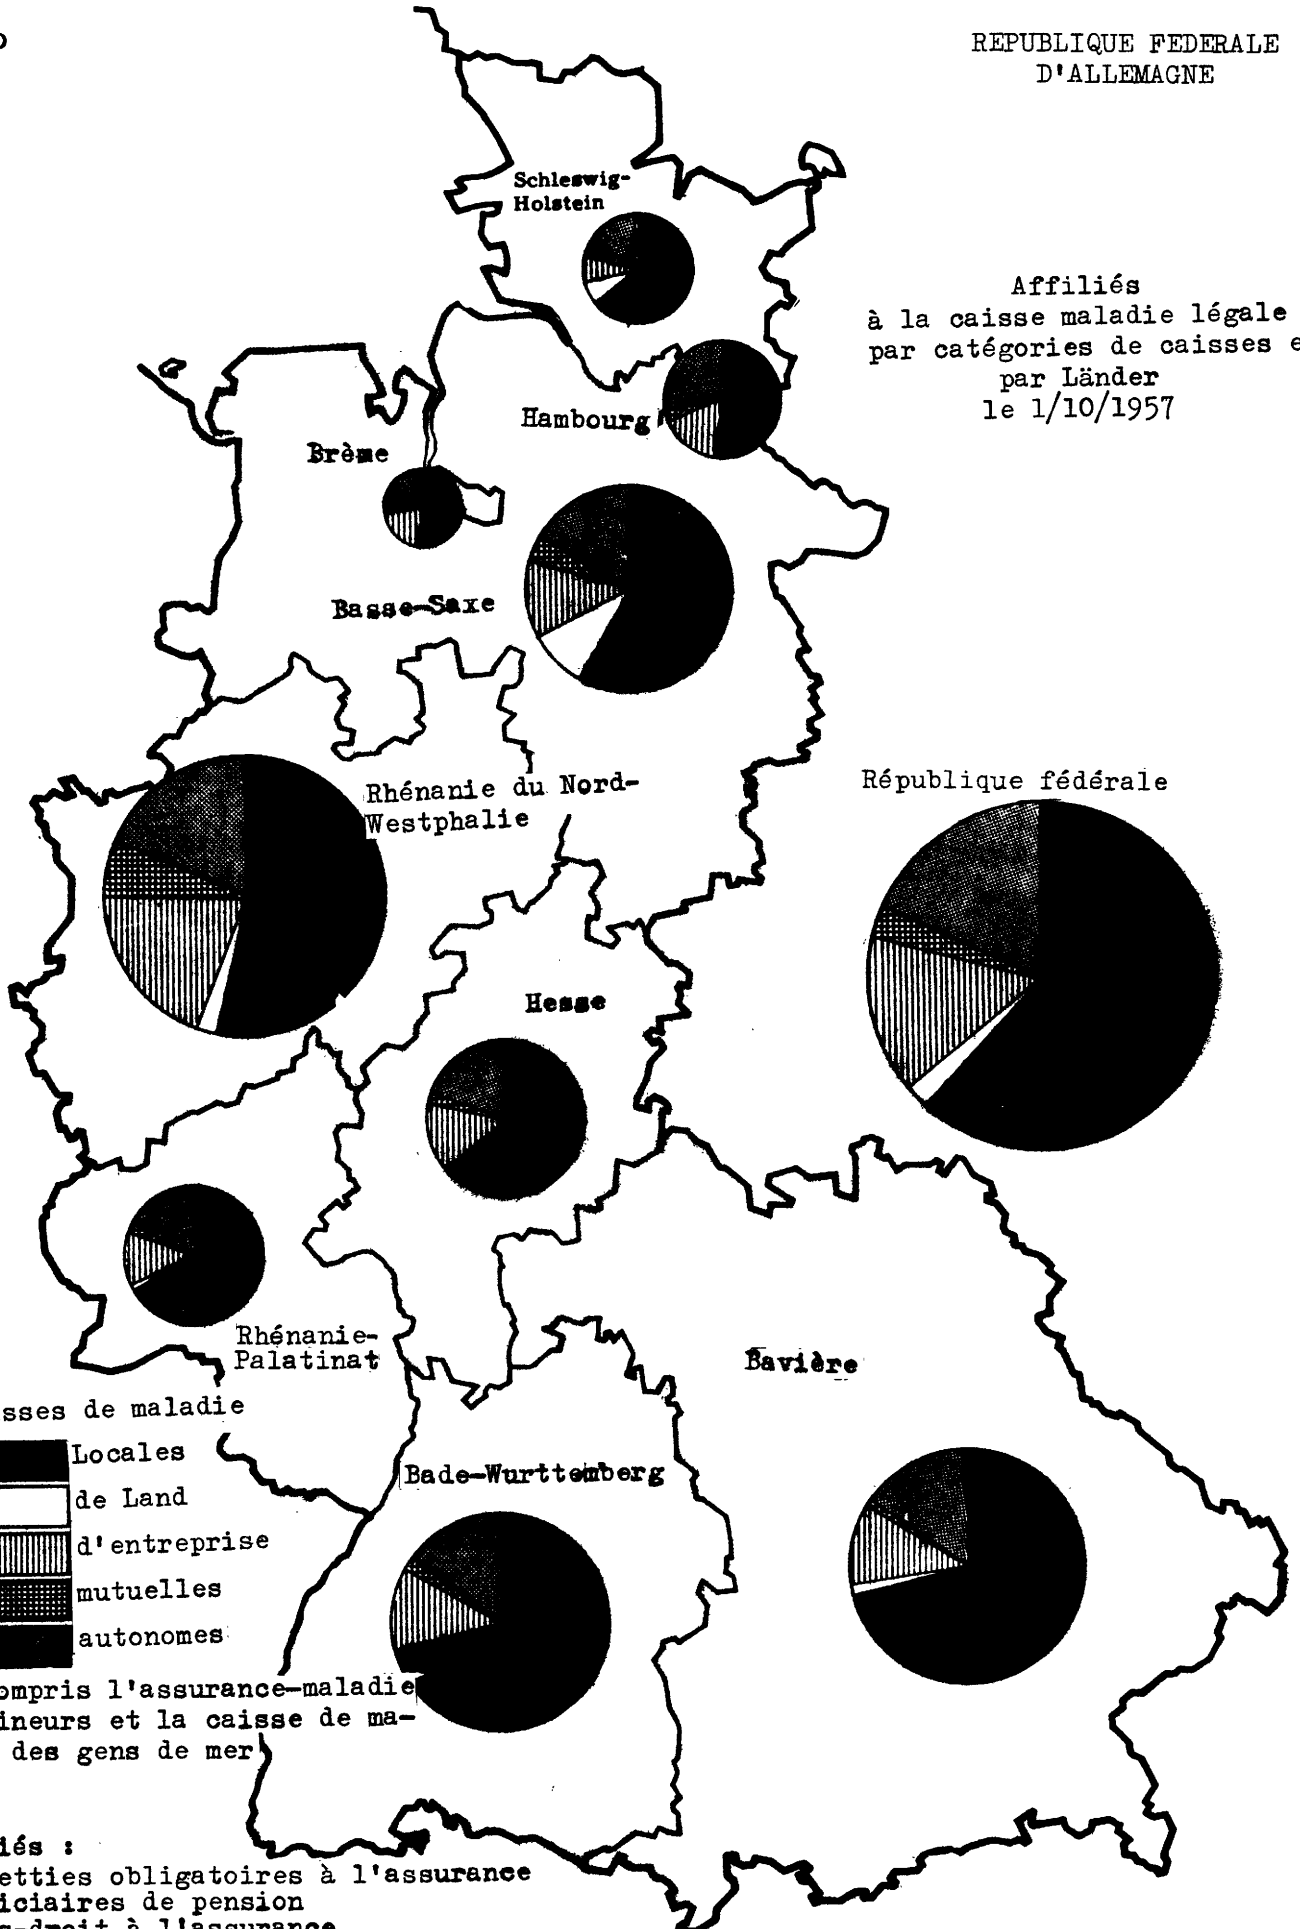 REPUBLIQUE FEDERALE
D'ALLEMAGNE
Schleswig-
Holstein
Affiliés
à la caisse maladie légale
par catégories de caisses e
par Länder
le 1/10/1957
Hambourg
Brème
Basse-Saxe
Rhénanie du Nord-
Westphalie
République fédérale
Hesse
Rhénanie-
Palatinat
Bavière
Bade-Wurttemberg
sses de maladie
Locales
de Land
d'entreprise
mutuelles
autonomes
ompris l'assurance-maladie
ineurs et la caisse de ma-
des gens de mer
iés :
etties obligatoires à l'assurance
iciaires de pension
s-droit à l'assurance